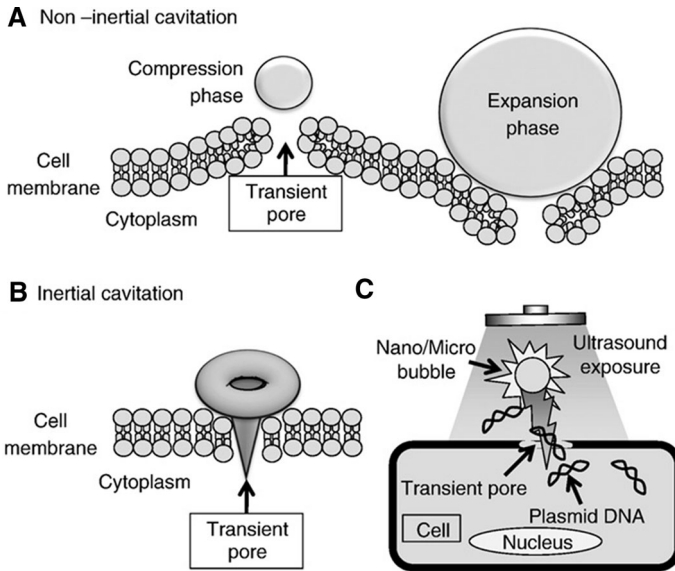 A Non –inertial cavitation
Compression
phase
Expansion
phase
Cell
membrane
Transient
pore
Cytoplasm
B Inertial cavitation
Cell
membrane
Cytoplasm
Transient
pore
C
Nano/Micro
bubble
Ultrasound
exposure
Transient pore
Plasmid DNA
Cell
Nucleus